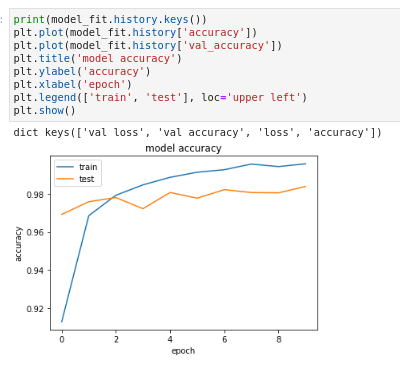 print(model_fit.history.keys())
plt.plot(model_fit.history['accuracy'])
plt.plot(model_fit.history['val_accuracy'])
plt.title('model accuracy')
plt.ylabel('accuracy')
plt.xlabel('epoch')
plt.legend(['train', 'test'], loc='upper left')
plt.show()
dict keys(['val loss', 'val accuracy', 'loss', 'accuracy'])
model accuracy
train
test
0.98
0.96
0.94
0.92
accuracy
0 2 4 6 8
epoch